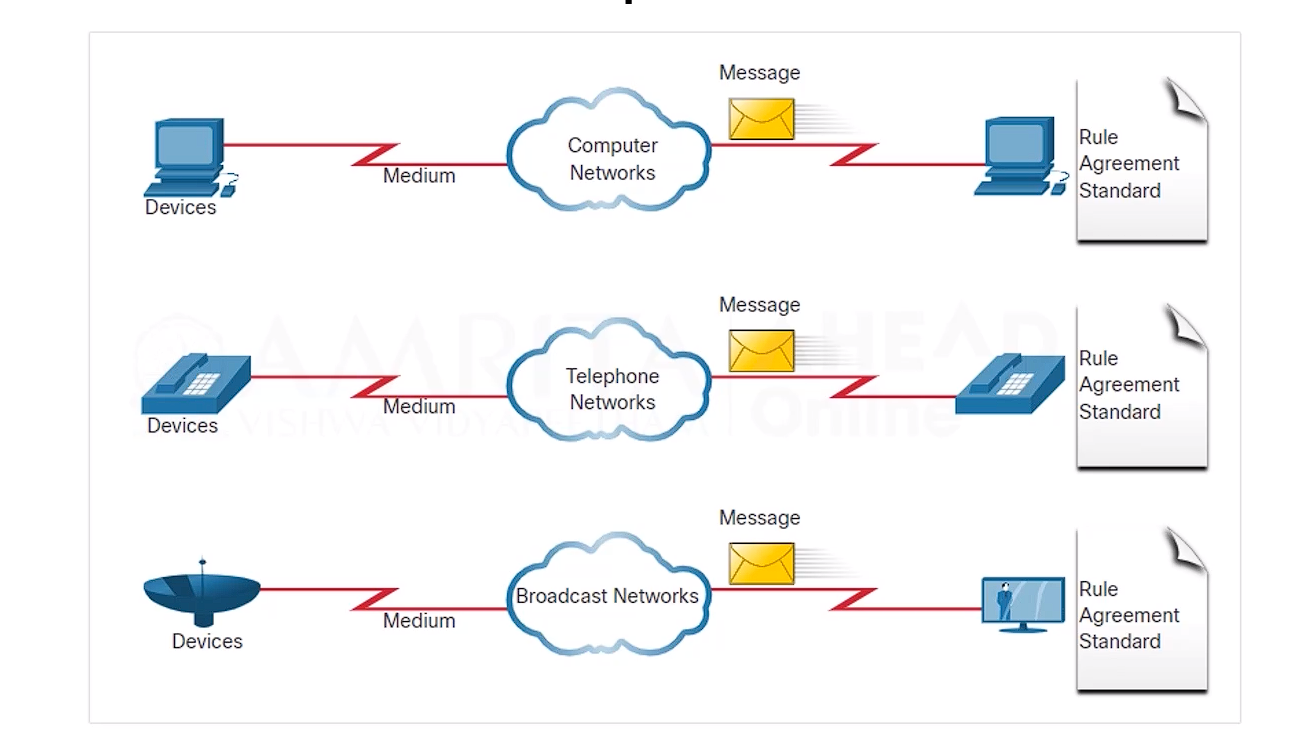 Message
Computer
Networks
Rule
Agreement
Standard
Medium
Devices
Message
AMRITA AHEAD
VISHWA VIDYAPEETHAM Online
Telephone
Networks
Rule
Agreement
Standard
Medium
Devices
Message
Broadcast Networks
Rule
Agreement
Standard
Medium
Devices